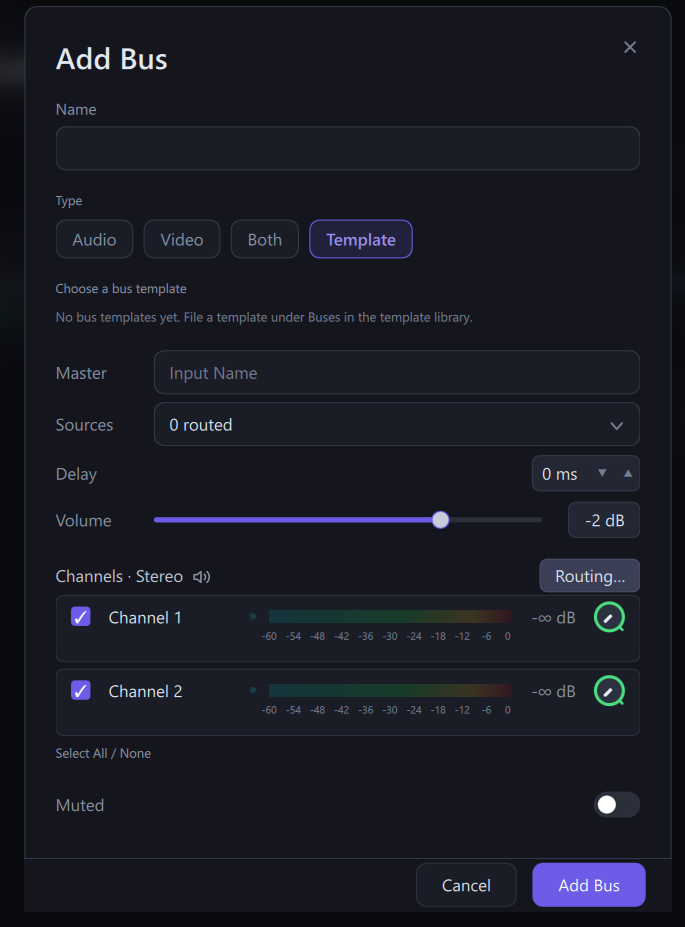 Add Bus
Name
Type
Audio Video Both Template
Choose a bus template
No bus templates yet. File a template under Buses in the template library.
Master Input Name
Sources 0 routed
Delay 0 ms
Volume -2 dB
Channels · Stereo Routing...
Channel 1 -∞ dB
-60 -54 -48 -42 -36 -30 -24 -18 -12 -6 0
Channel 2 -∞ dB
-60 -54 -48 -42 -36 -30 -24 -18 -12 -6 0
Select All / None
Muted
Cancel Add Bus